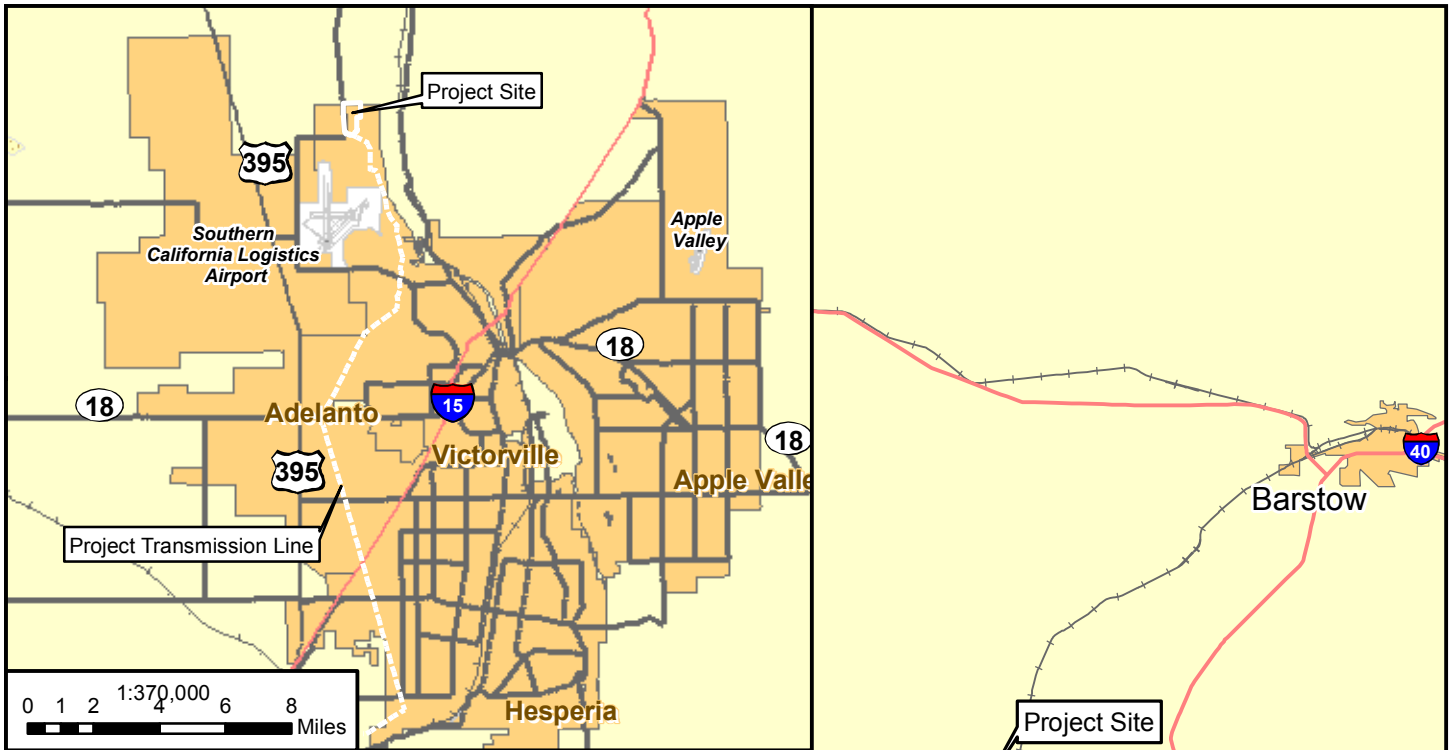 Project Site
395
Southern
California Logistics
Airport
Apple
Valley
18
18
15
Adelanto
Victorville
18
395
Apple Valle
Project Transmission Line
Hesperia
1:370,000
0 1 2 4 6 8
Miles
40
Barstow
Project Site